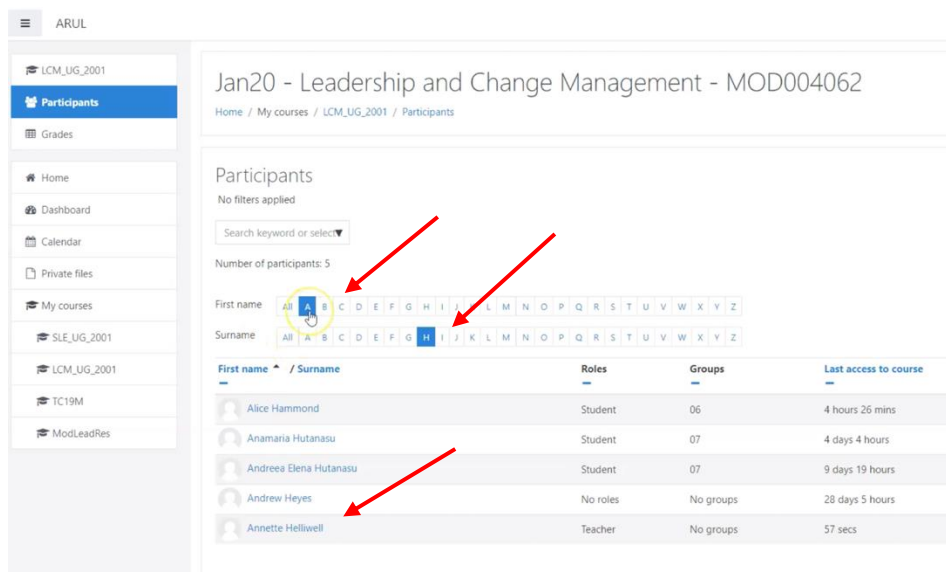 ARUL
LCM_UG_2001
Participants
Grades
Home
Dashboard
Calendar
Private files
My courses
SLE_UG_2001
LCM_UG_2001
TC19M
ModLeadRes
Jan20 - Leadership and Change Management - MOD004062
Home / My courses / LCM_UG_2001 / Participants
Participants
No filters applied
Search keyword or select
Number of participants: 5
First name All A B C D E F G H I J K L M N O P Q R S T U V W X Y Z
Surname All A B C D E F G H I J K L M N O P Q R S T U V W X Y Z
First name / Surname Roles Groups Last access to course
Alice Hammond Student 06 4 hours 26 mins
Anamaria Hutanasu Student 07 4 days 4 hours
Andreea Elena Hutanasu Student 07 9 days 19 hours
Andrew Heyes No roles No groups 28 days 5 hours
Annette Helliwell Teacher No groups 57 secs